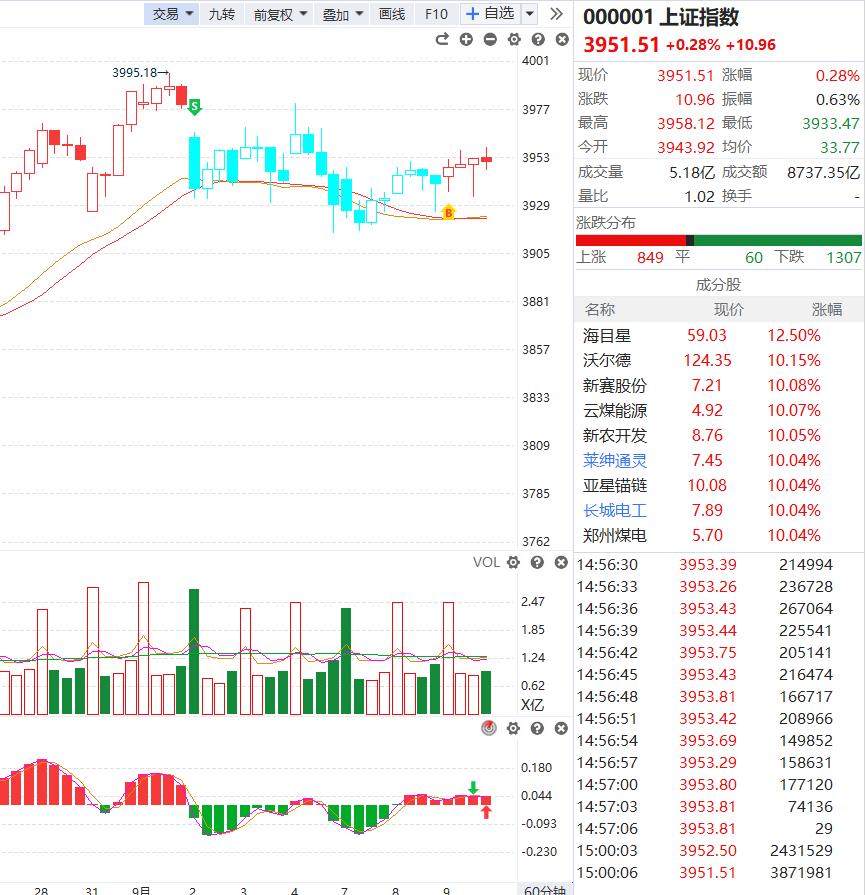 交易 九转 前复权 叠加 画线 F10 自选
000001 上证指数
3951.51 +0.28% +10.96
现价 3951.51 涨幅 0.28%
涨跌 10.96 振幅 0.63%
最高 3958.12 最低 3933.47
今开 3943.92 均价 33.77
成交量 5.18亿 成交额 8737.35亿
量比 1.02 换手 -
涨跌分布
上涨 849 平 60 下跌 1307
成分股
名称 现价 涨幅
海目星 59.03 12.50%
沃尔德 124.35 10.15%
新赛股份 7.21 10.08%
云煤能源 4.92 10.07%
新农开发 8.76 10.05%
莱绅通灵 7.45 10.04%
亚星锚链 10.08 10.04%
长城电工 7.89 10.04%
郑州煤电 5.70 10.04%
14:56:30 3953.39 214994
14:56:33 3953.26 236728
14:56:36 3953.43 267064
14:56:39 3953.44 225541
14:56:42 3953.75 205141
14:56:45 3953.43 216474
14:56:48 3953.81 166717
14:56:51 3953.42 208966
14:56:54 3953.69 149852
14:56:57 3953.29 158631
14:57:00 3953.80 177120
14:57:03 3953.81 74136
14:57:06 3953.81 29
15:00:03 3952.50 2431529
15:00:06 3951.51 3871981
4001
3995.18→
S
3977
3953
3929
B
3905
3881
3857
3833
3809
3785
3762
VOL
2.47
1.85
1.24
0.62
X亿
0.180
0.044
-0.093
-0.230
28 31 9月 2 3 4 7 8 9 60分钟